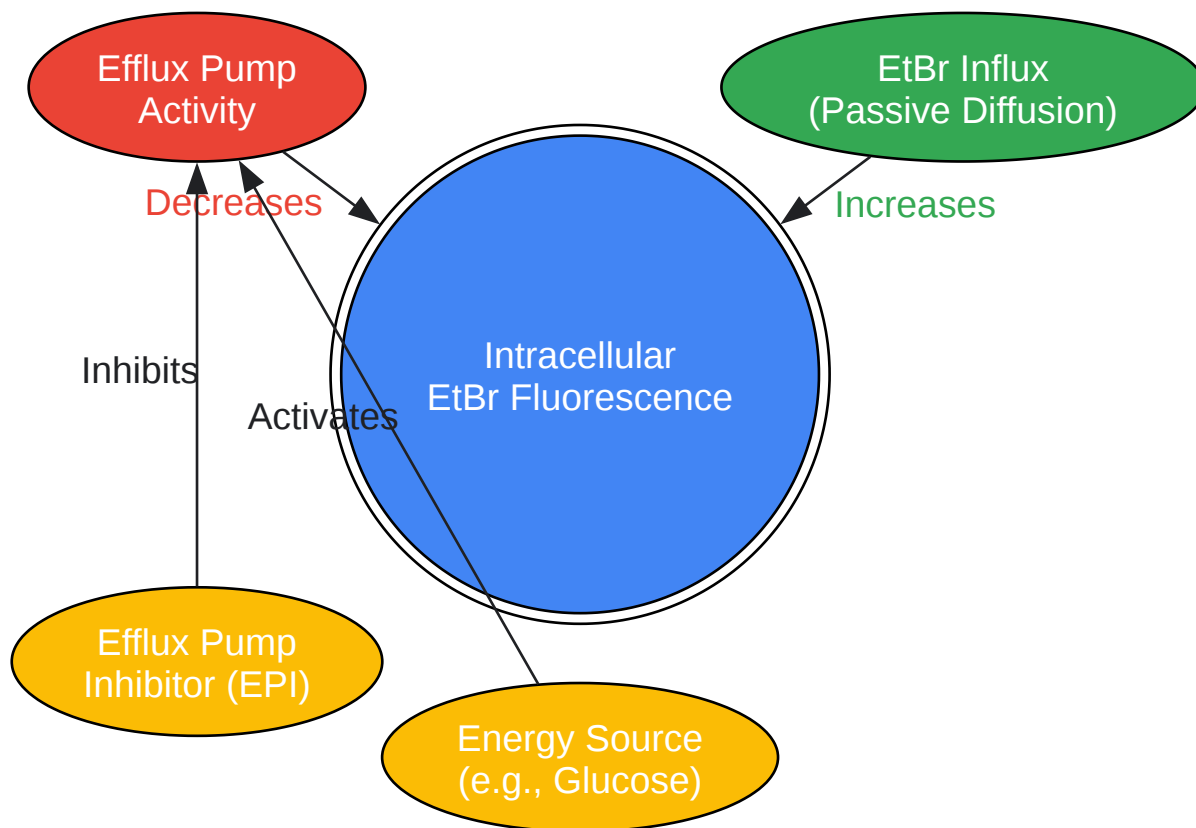 Efflux Pump
Activity
EtBr Influx
(Passive Diffusion)
Decreases
Increases
Intracellular
EtBr Fluorescence
Inhibits
Activates
Efflux Pump
Inhibitor (EPI)
Energy Source
(e.g., Glucose)